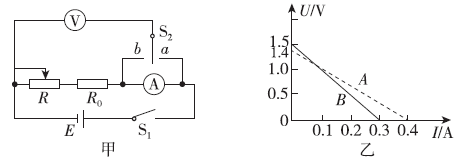 V
S₂
b a
R R₀ A
E S₁
甲
U/V
1.5
1.4
1.0
A
0.5
B
0 0.1 0.2 0.3 0.4 I/A
乙